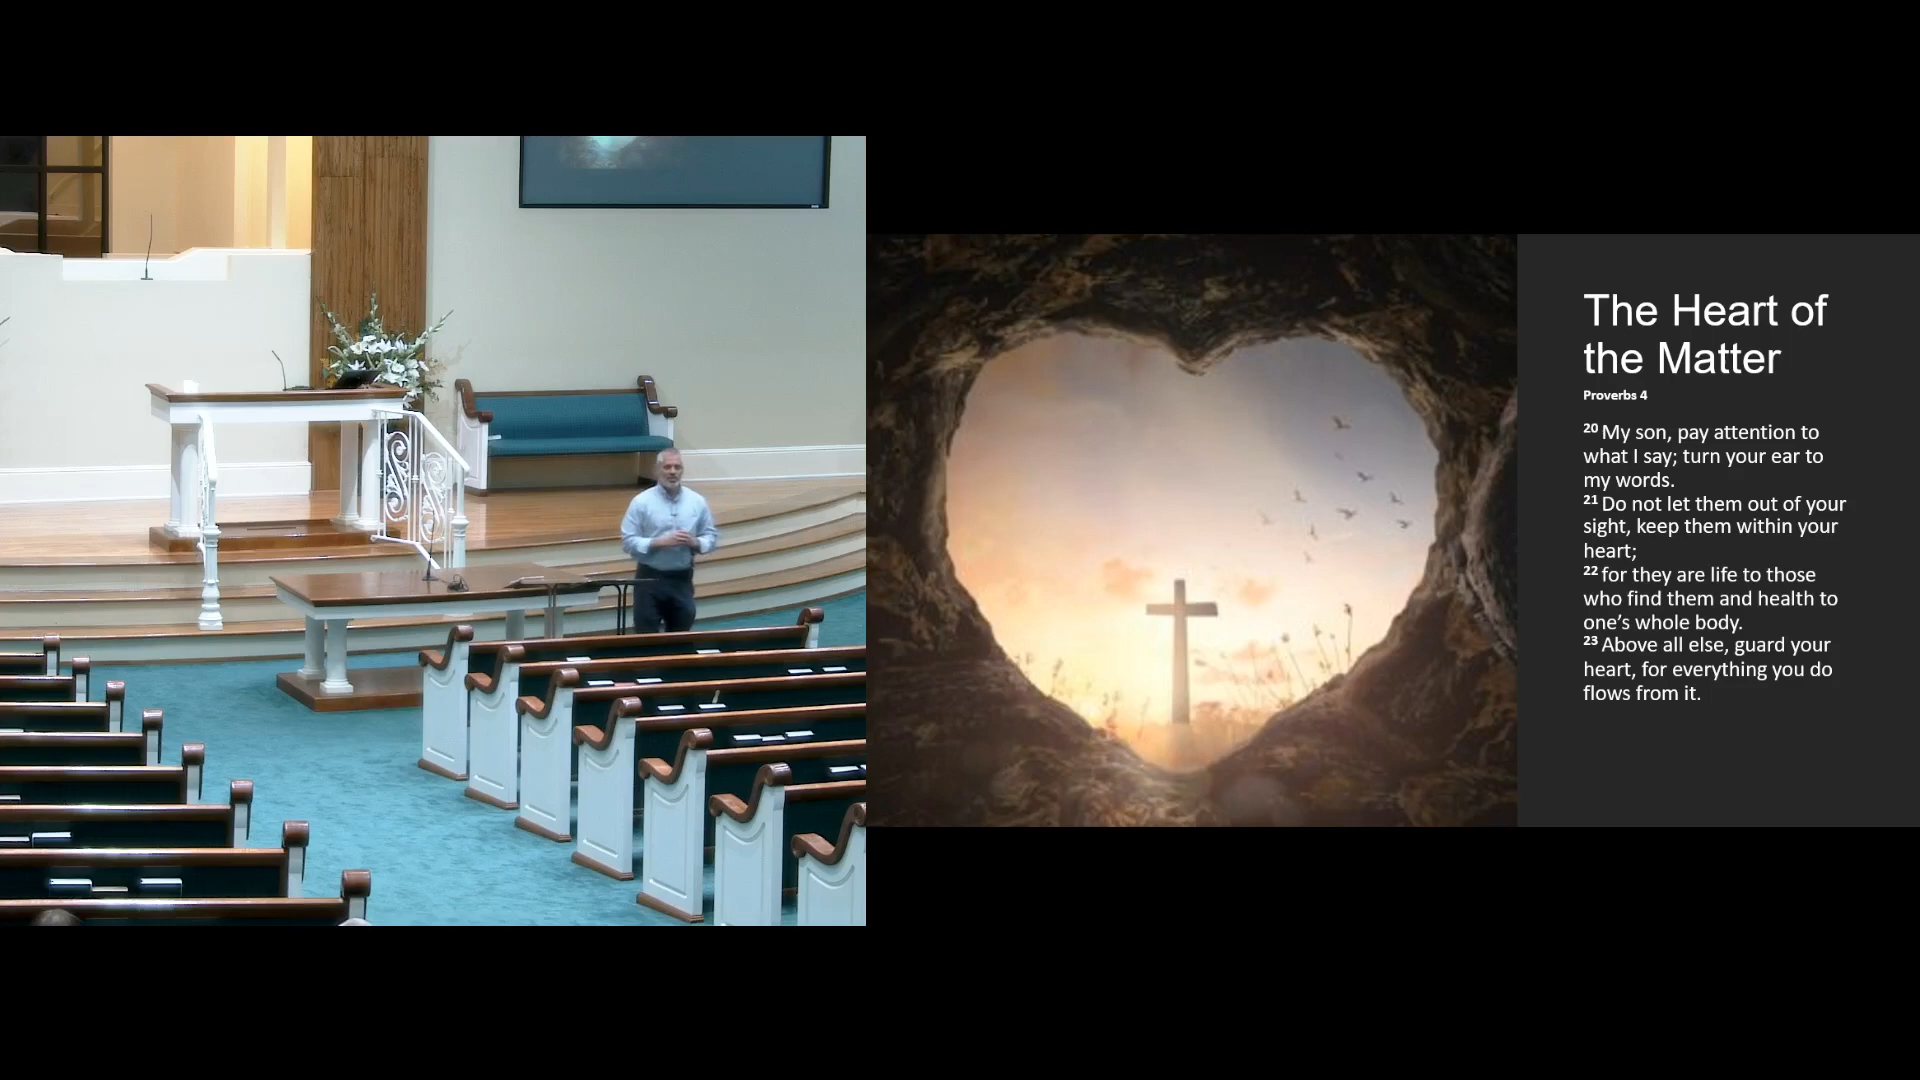 The Heart of
the Matter
Proverbs 4
20 My son, pay attention to
what I say; turn your ear to
my words.
21 Do not let them out of your
sight, keep them within your
heart;
22 for they are life to those
who find them and health to
one’s whole body.
23 Above all else, guard your
heart, for everything you do
flows from it.